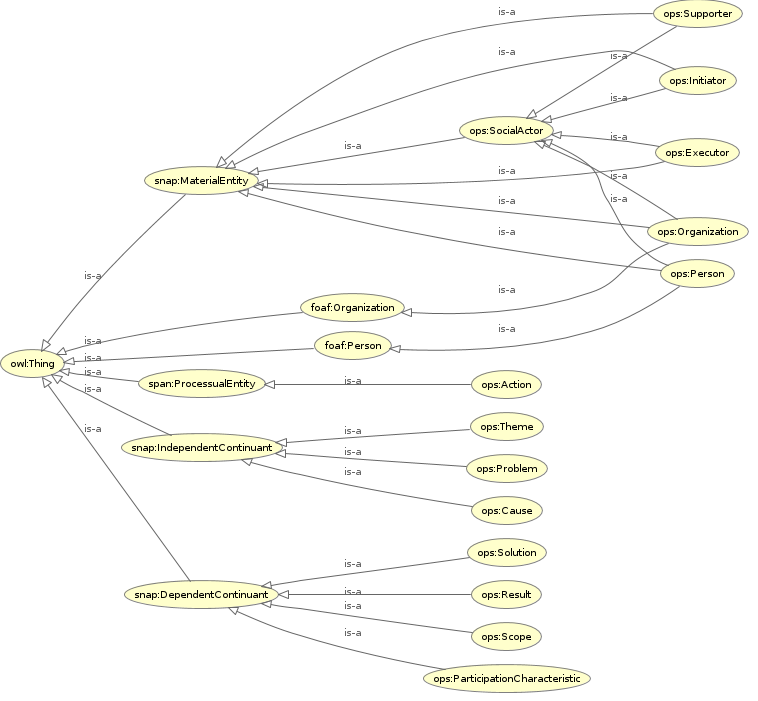 is-a
ops:Supporter
is-a
is-a
ops:Initiator
is-a
ops:SocialActor
is-a
is-a
ops:Executor
is-a
is-a
snap:MaterialEntity
is-a
is-a
ops:Organization
is-a
ops:Person
is-a
is-a
foaf:Organization
is-a
is-a
foaf:Person
is-a
owl:Thing
is-a
span:ProcessualEntity
is-a
ops:Action
is-a
is-a
ops:Theme
is-a
snap:IndependentContinuant
is-a
ops:Problem
is-a
ops:Cause
ops:Solution
is-a
snap:DependentContinuant
is-a
ops:Result
is-a
is-a
ops:Scope
ops:ParticipationCharacteristic